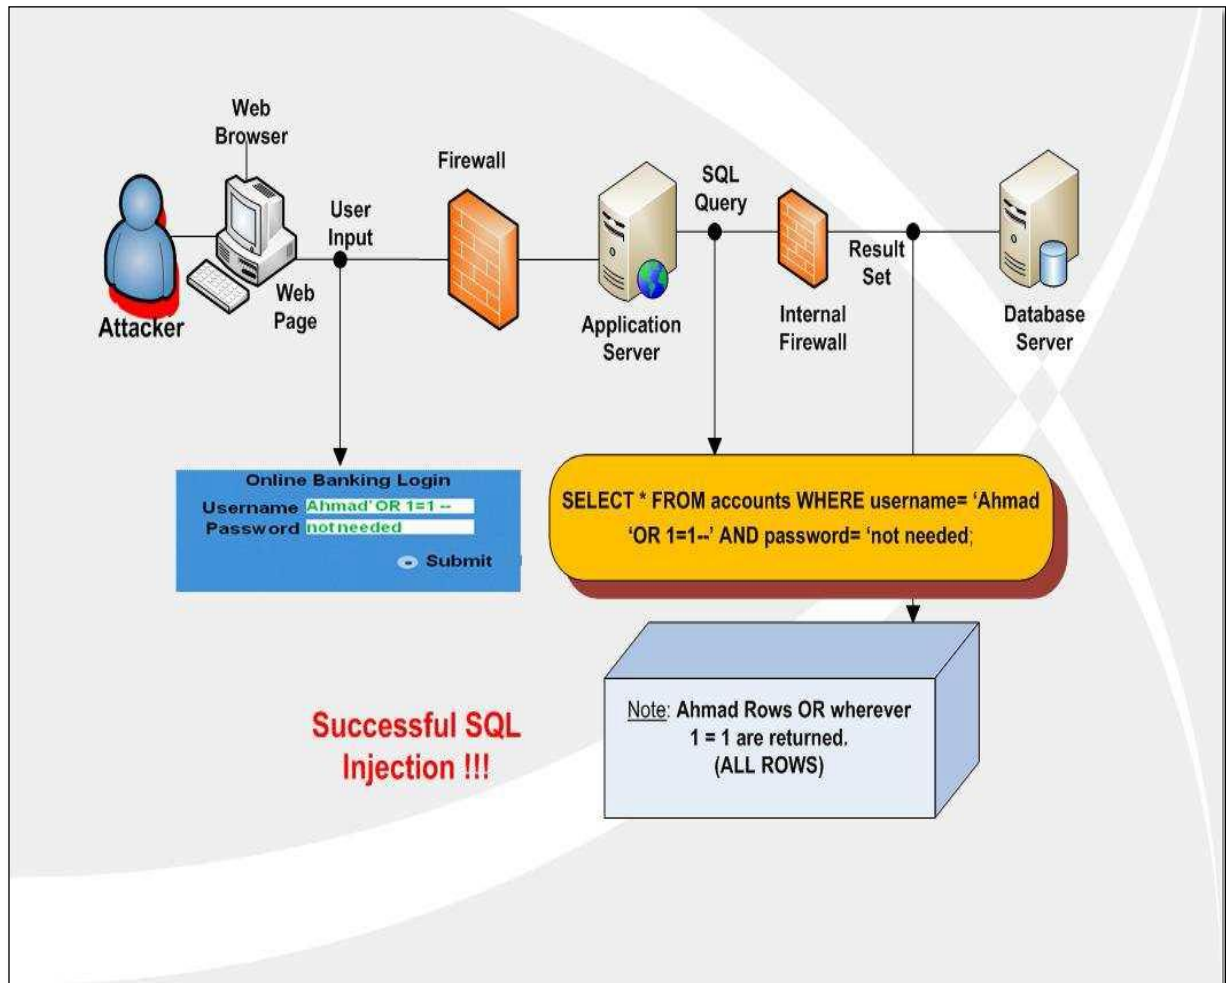 Web
Browser
Firewall
SQL
Query
User
Input
Result
Set
Attacker
Web
Page
Application
Server
Internal
Firewall
Database
Server
Online Banking Login
Username Ahmad' OR 1=1 --
Password not needed
Submit
SELECT * FROM accounts WHERE username= ‘Ahmad
‘OR 1=1--’ AND password= ‘not needed;
Successful SQL
Injection !!!
Note: Ahmad Rows OR wherever
1 = 1 are returned.
(ALL ROWS)